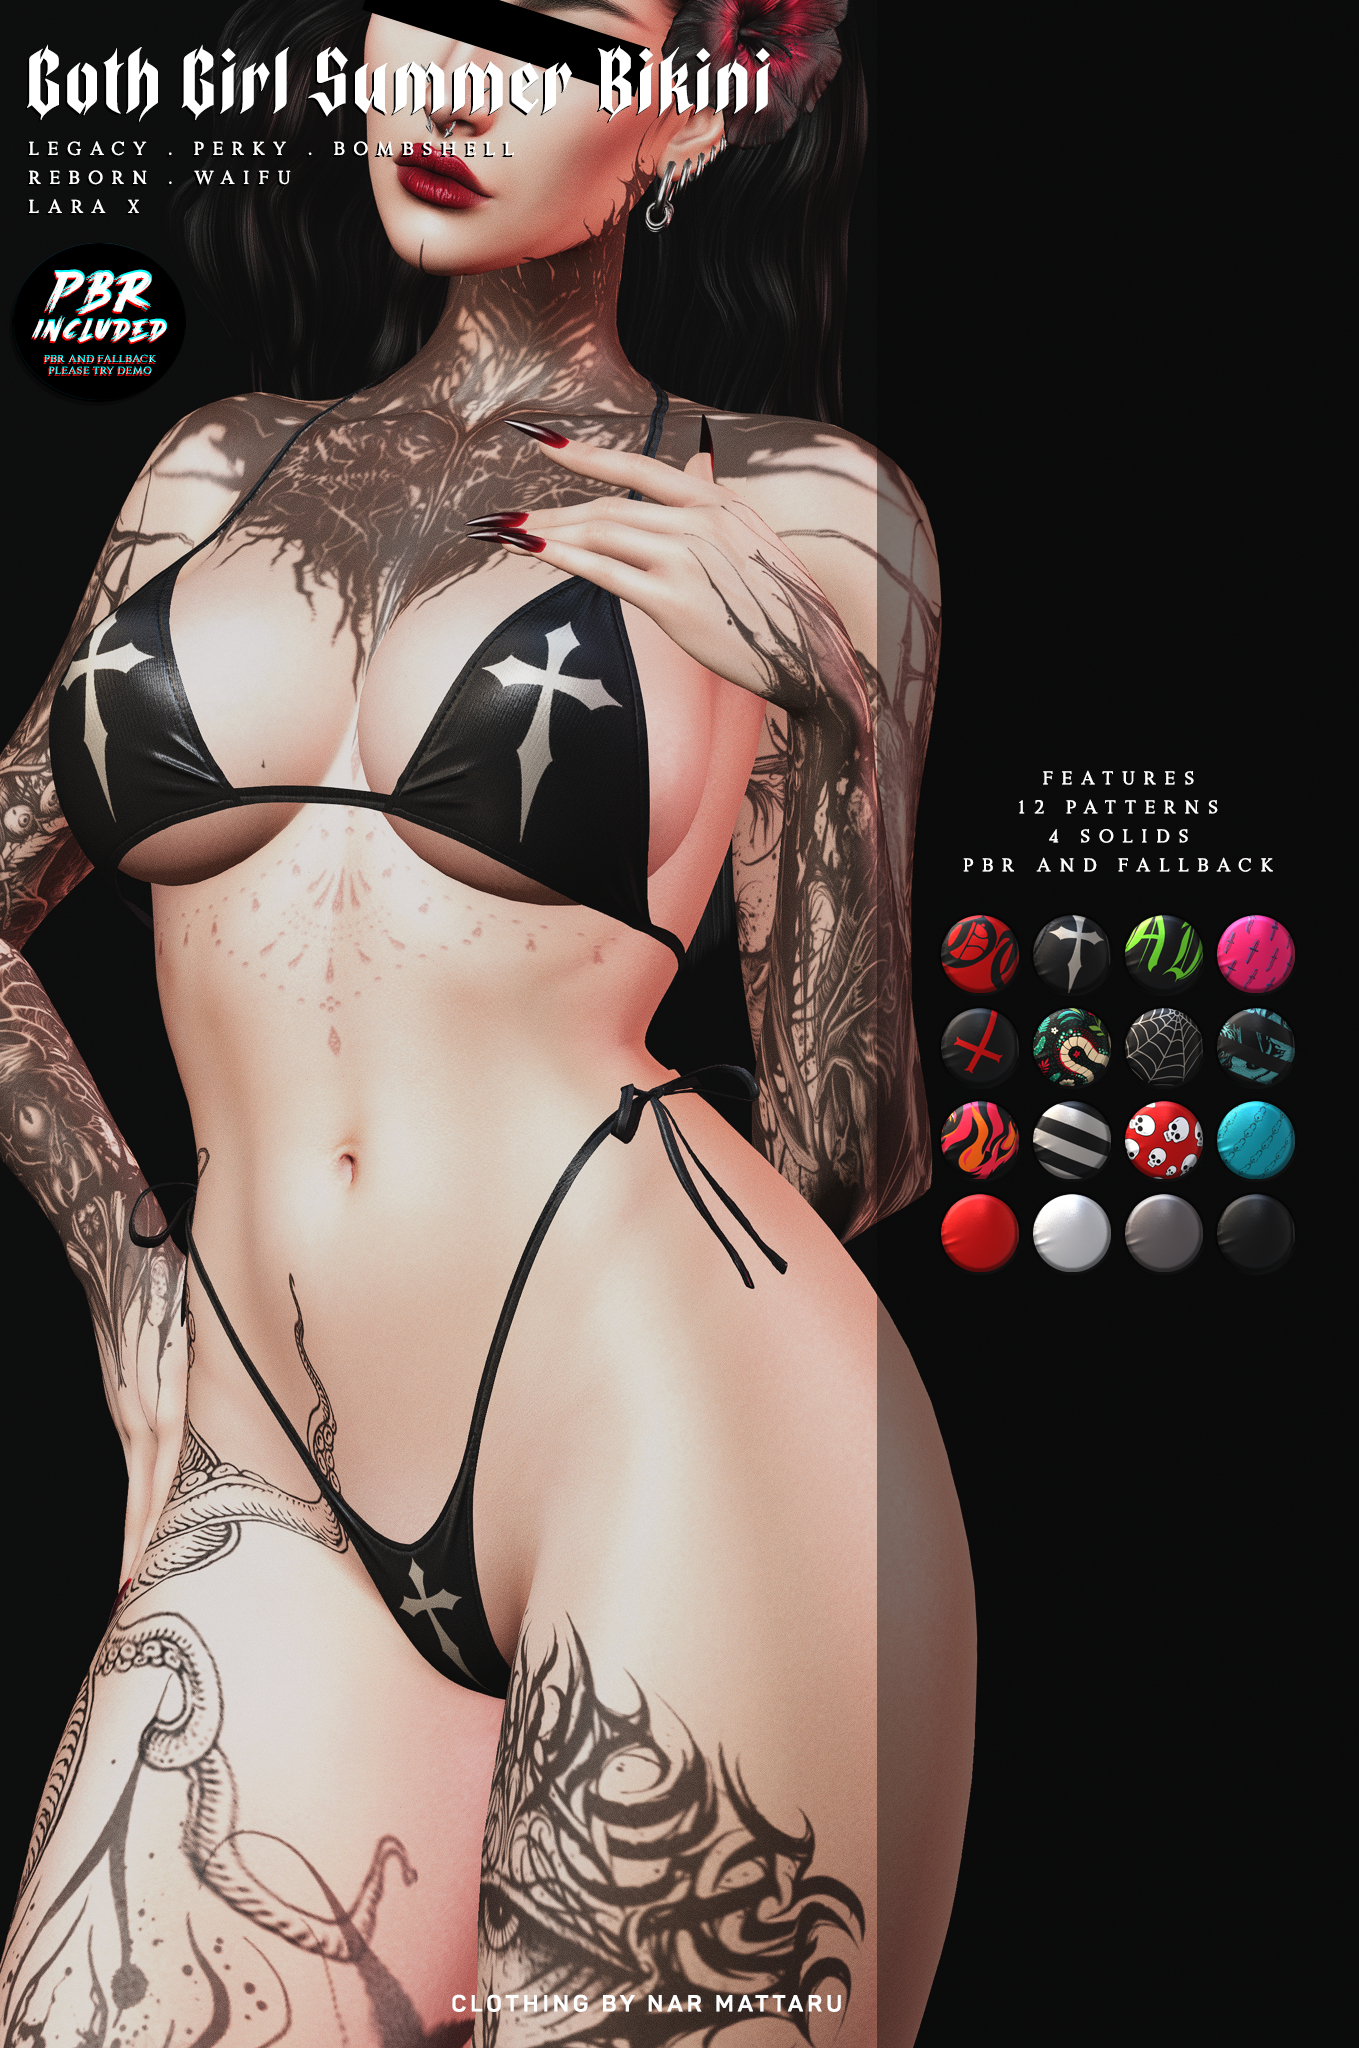 Goth Girl Summer Bikini
LEGACY . PERKY . BOMBSHELL
REBORN . WAIFU
LARA X
PBR
INCLUDED
PBR AND FALLBACK
PLEASE TRY DEMO
FEATURES
12 PATTERNS
4 SOLIDS
PBR AND FALLBACK
CLOTHING BY NAR MATTARU